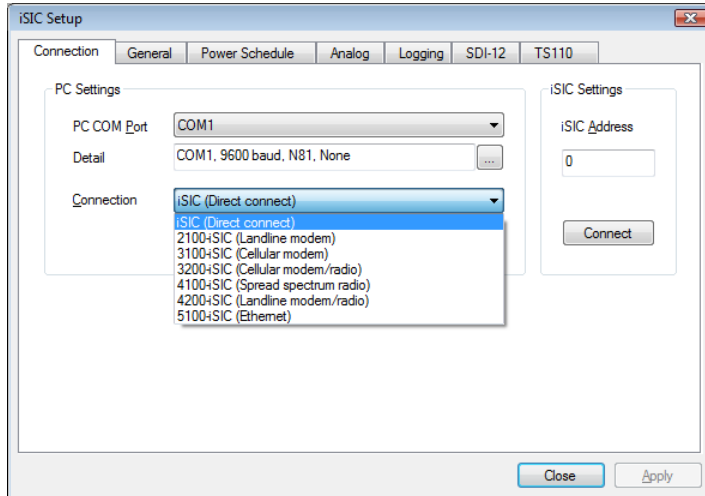 iSIC Setup
Connection General Power Schedule Analog Logging SDI-12 TS110
PC Settings
iSIC Settings
PC COM Port COM1
iSIC Address
Detail COM1, 9600 baud, N81, None ...
0
Connection iSIC (Direct connect)
iSIC (Direct connect)
2100-iSIC (Landline modem)
3100-iSIC (Cellular modem)
3200-iSIC (Cellular modem/radio)
4100-iSIC (Spread spectrum radio)
4200-iSIC (Landline modem/radio)
5100-iSIC (Ethernet)
Connect
Close Apply